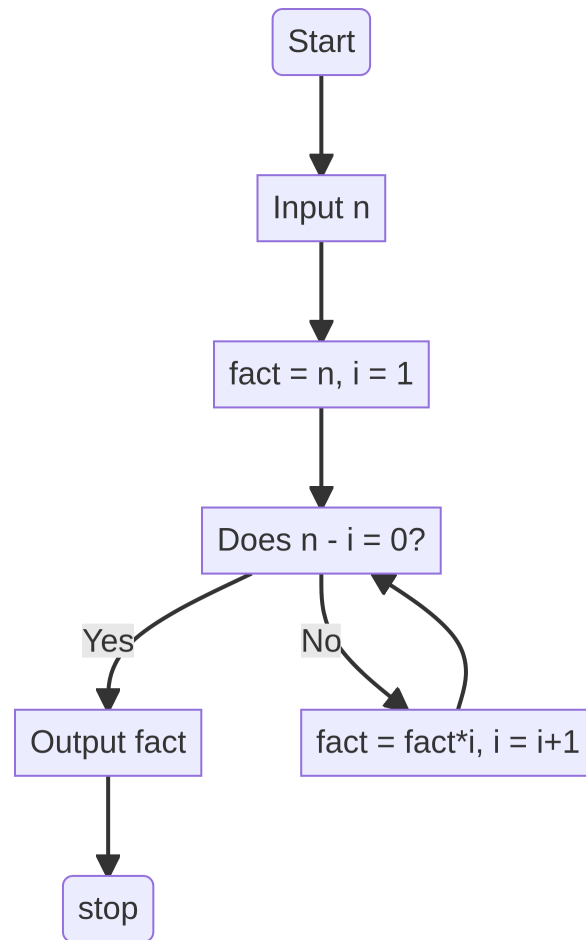 Start
Input n
fact = n, i = 1
Does n - i = 0?
Yes
No
Output fact
fact = fact*i, i = i+1
stop